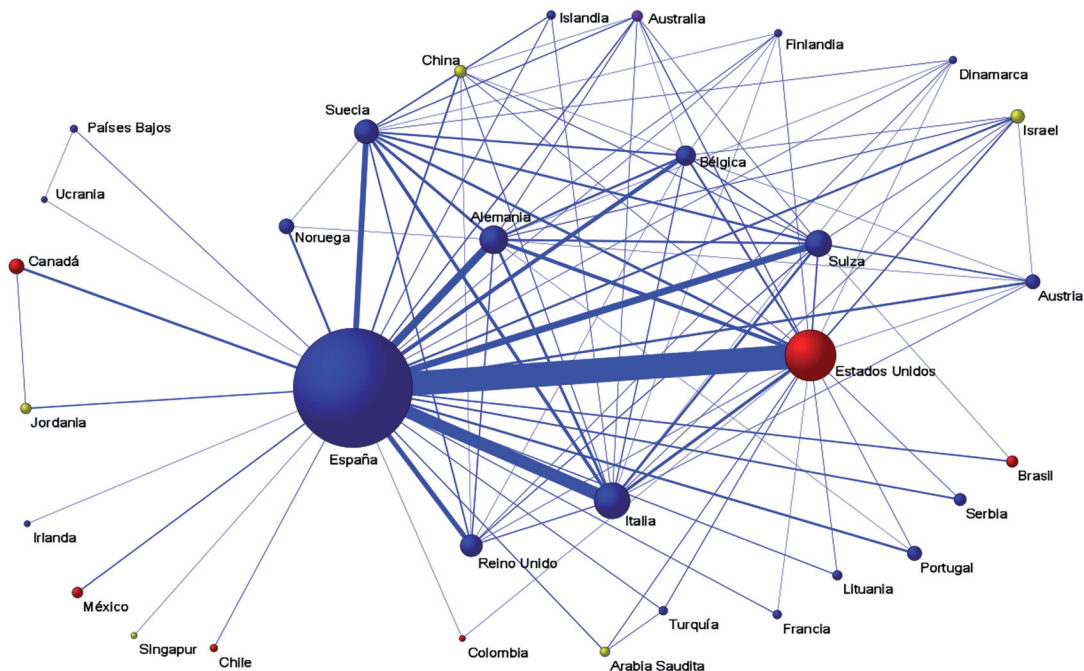 Islandia
Australia
Finlandia
China
Dinamarca
Suecia
Israel
Países Bajos
Bélgica
Ucrania
Alemania
Noruega
Suiza
Canadá
Austria
Estados Unidos
Jordania
España
Brasil
Serbia
Italia
Irlanda
Reino Unido
Portugal
Lituania
México
Turquía
Francia
Singapur
Chile
Colombia
Arabia Saudita